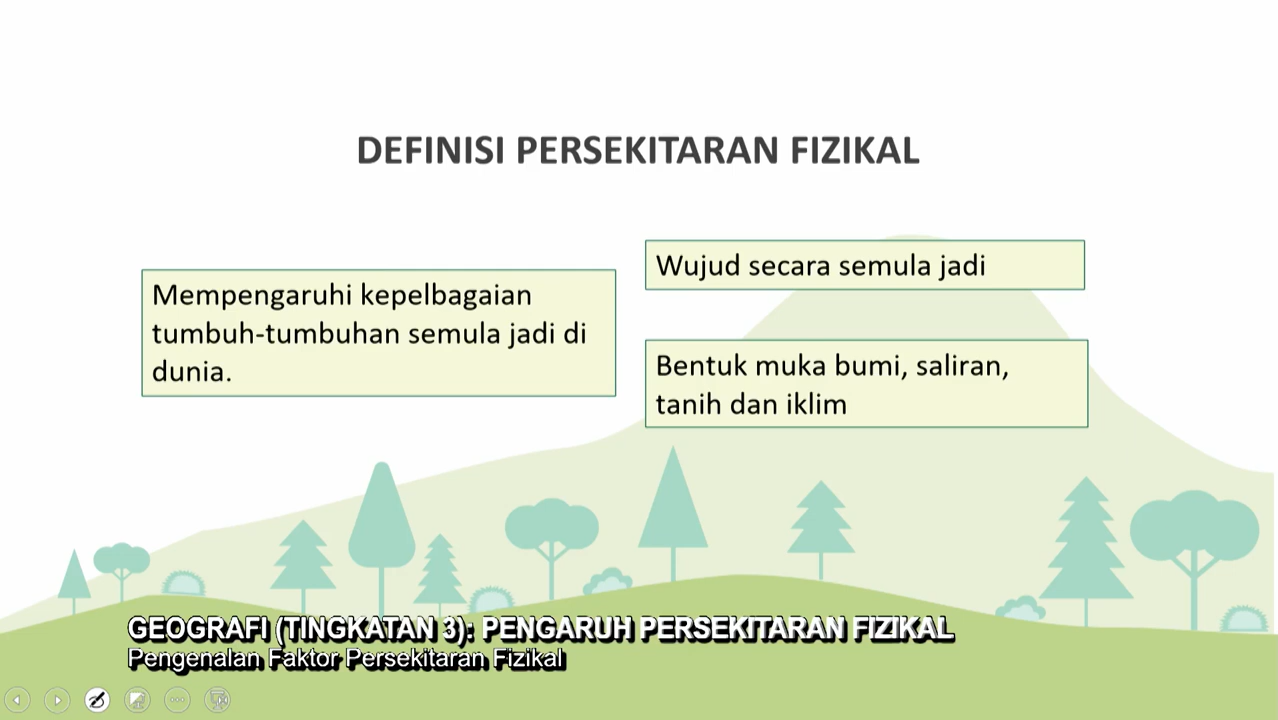 DEFINISI PERSEKITARAN FIZIKAL
Mempengaruhi kepelbagaian
tumbuh-tumbuhan semula jadi di
dunia.
Wujud secara semula jadi
Bentuk muka bumi, saliran,
tanih dan iklim
GEOGRAFI (TINGKATAN 3): PENGARUH PERSEKITARAN FIZIKAL
Pengenalan Faktor Persekitaran Fizikal